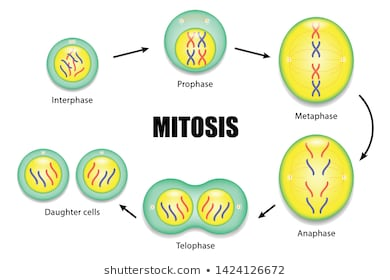 Interphase
Prophase
Metaphase
MITOSIS
Daughter cells
Telophase
Anaphase
shutterstock.com • 1424126672